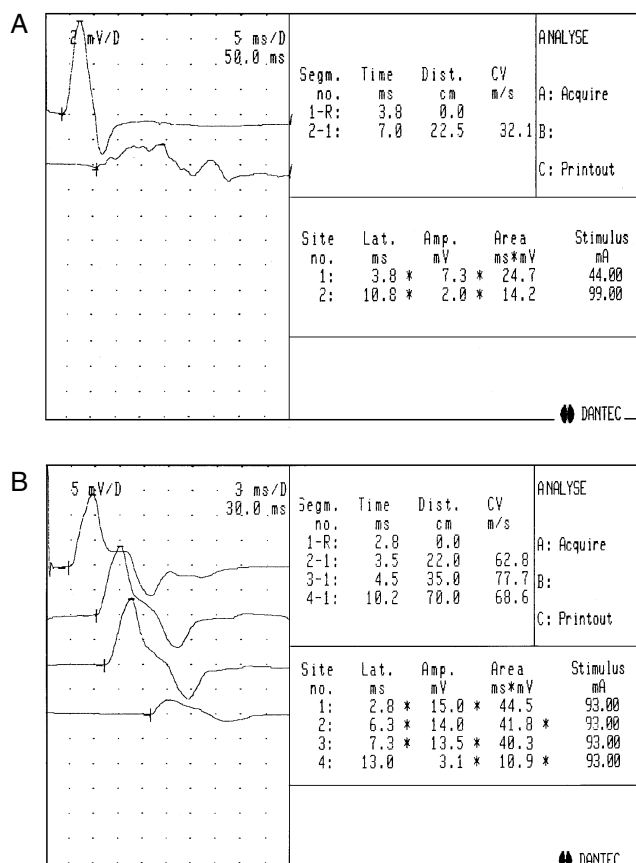 A
2 mV/D 5 ms/D
50.0 ms
ANALYSE
Segm. Time Dist. CV
no. ms cm m/s
A: Acquire
1-R: 3.8 0.0
2-1: 7.0 22.5 32.1
B:
C: Printout
Site Lat. Amp. Area Stimulus
no. ms mV ms*mV mA
1: 3.8 * 7.3 * 24.7 44.00
2: 10.8 * 2.0 * 14.2 99.00
DANTEC
B
5 mV/D 3 ms/D
30.0 ms
ANALYSE
Segm. Time Dist. CV
no. ms cm m/s
1-R: 2.8 0.0
A: Acquire
2-1: 3.5 22.0 62.8
3-1: 4.5 35.0 77.7
B:
4-1: 10.2 70.0 68.6
C: Printout
Site Lat. Amp. Area Stimulus
no. ms mV ms*mV mA
1: 2.8 * 15.0 * 44.5 93.00
2: 6.3 * 14.0 41.8 * 93.00
3: 7.3 * 13.5 * 40.3 93.00
4: 13.0 3.1 * 10.9 * 93.00
DANTEC